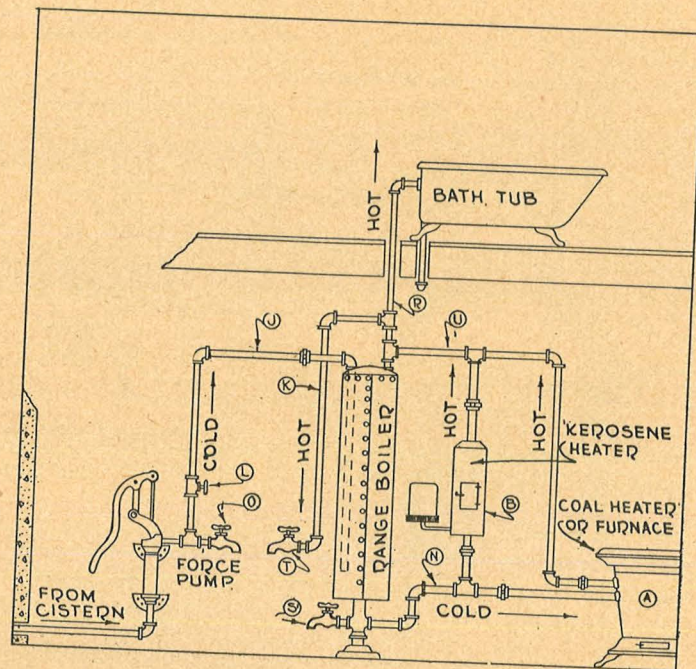 HOT
BATH TUB
R
J
U
K
COLD
HOT
HOT
HOT
RANGE BOILER
KEROSENE
HEATER
L
O
B
COAL HEATER
OR FURNACE
T
FORCE
PUMP
N
FROM
CISTERN
S
COLD
A